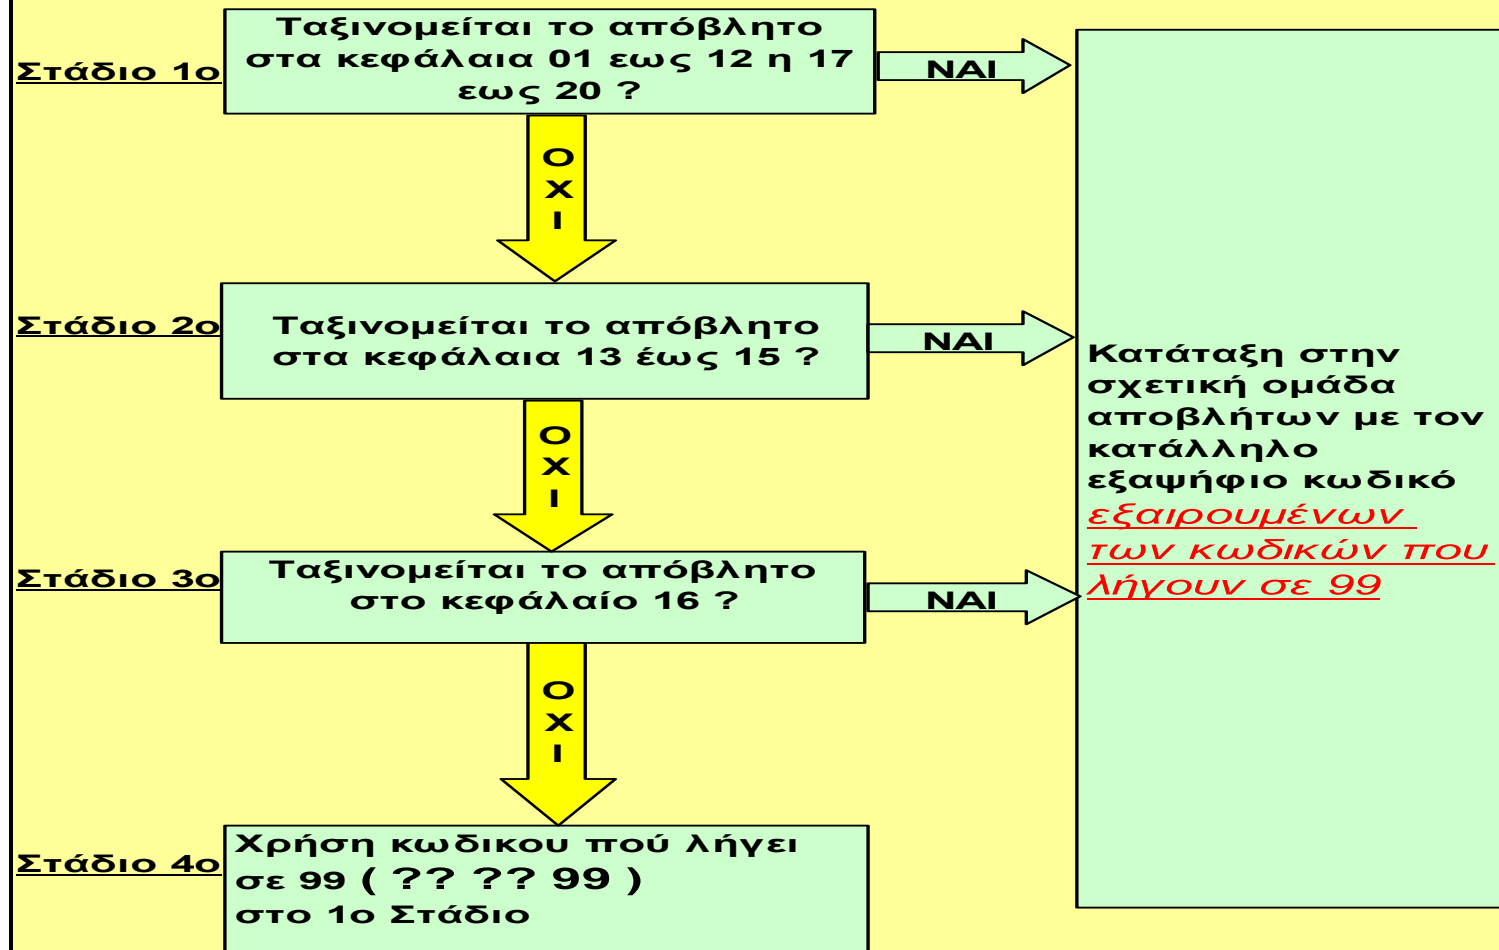 Στάδιο 1ο
Ταξινομείται το απόβλητο
στα κεφάλαια 01 εως 12 η 17
εως 20 ?
ΝΑΙ
Ο
Χ
Ι
Στάδιο 2ο
Ταξινομείται το απόβλητο
στα κεφάλαια 13 έως 15 ?
ΝΑΙ
Ο
Χ
Ι
Στάδιο 3ο
Ταξινομείται το απόβλητο
στο κεφάλαίο 16 ?
ΝΑΙ
Ο
Χ
Ι
Στάδιο 4ο
Χρήση κωδικου πού λήγει
σε 99 ( ?? ?? 99 )
στο 1ο Στάδιο
Κατάταξη στην
σχετική ομάδα
αποβλήτων με τον
κατάλληλο
εξαψήφιο κωδικό
εξαιρουμένων
των κωδικών που
λήγουν σε 99